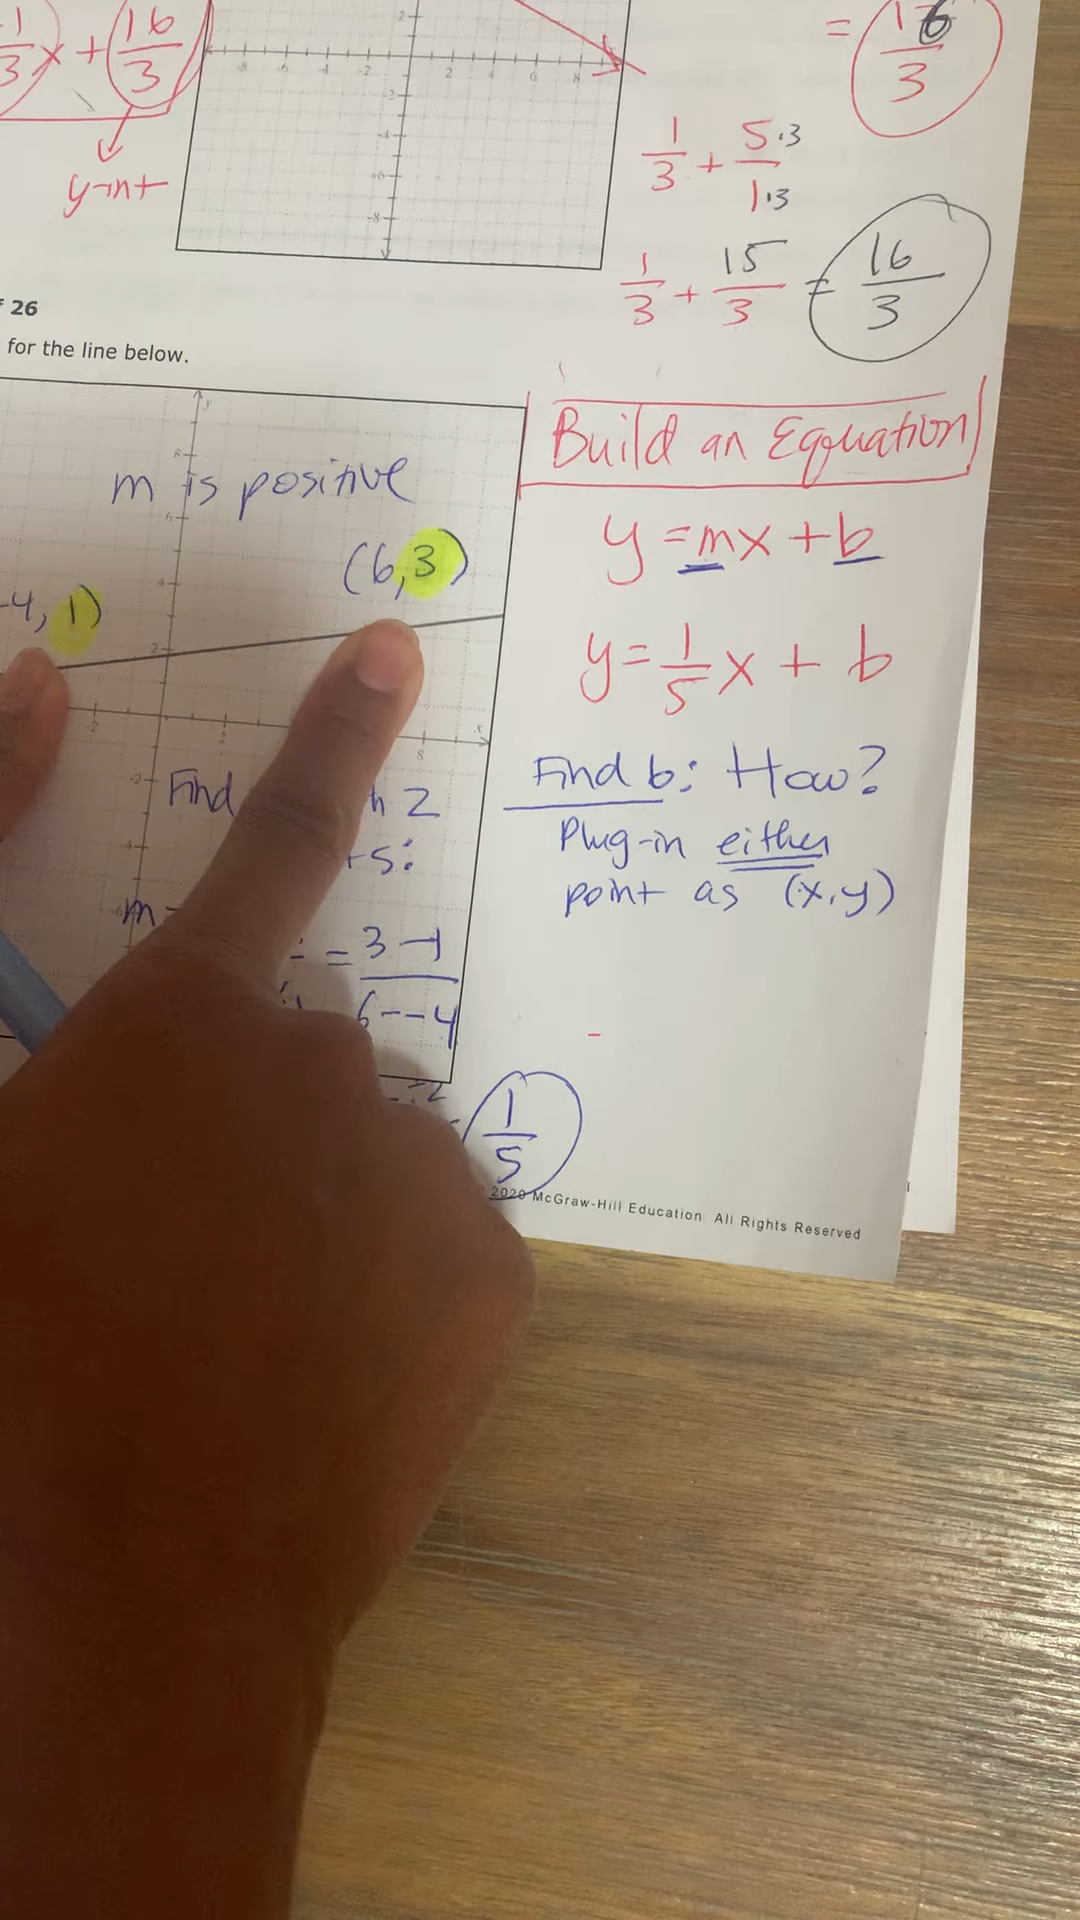 1/3 x + 16/3
y-int
= 16/3
1/3 + 5·3/1·3
1/3 + 15/3 = 16/3
26
for the line below.
m is positive
(6,3)
-4, 1)
Find
2
m
= 3-1/6--4
1/5
Build an Equation
y = mx + b
y = 1/5 x + b
Find b: How?
Plug-in either
point as (x,y)
2020 McGraw-Hill Education. All Rights Reserved